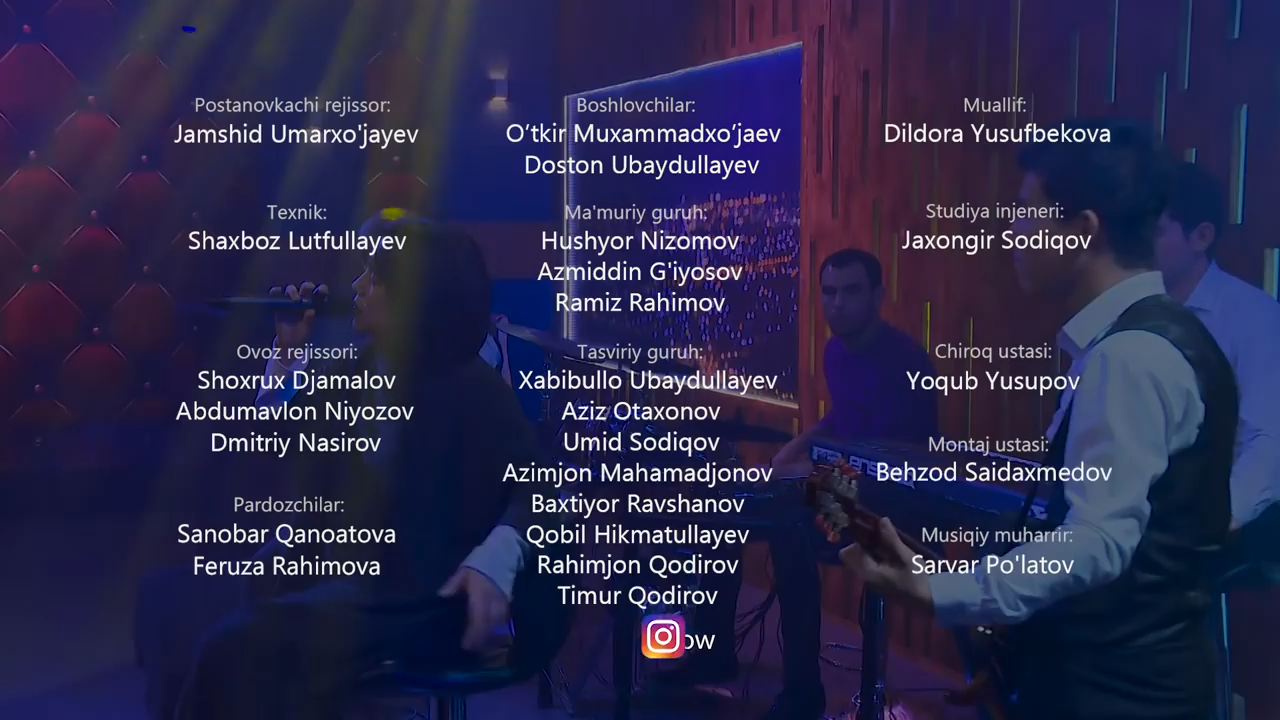 Postanovkachi rejissor:
Jamshid Umarxo'jayev
Texnik:
Shaxboz Lutfullayev
Ovoz rejissori:
Shoxrux Djamalov
Abdumavlon Niyozov
Dmitriy Nasirov
Pardozchilar:
Sanobar Qanoatova
Feruza Rahimova
Boshlovchilar:
O‘tkir Muxammadxo‘jaev
Doston Ubaydullayev
Ma'muriy guruh:
Hushyor Nizomov
Azmiddin G'iyosov
Ramiz Rahimov
Tasviriy guruh:
Xabibullo Ubaydullayev
Aziz Otaxonov
Umid Sodiqov
Azimjon Mahamadjonov
Baxtiyor Ravshanov
Qobil Hikmatullayev
Rahimjon Qodirov
Timur Qodirov
Muallif:
Dildora Yusufbekova
Studiya injeneri:
Jaxongir Sodiqov
Chiroq ustasi:
Yoqub Yusupov
Montaj ustasi:
Behzod Saidaxmedov
Musiqiy muharrir:
Sarvar Po'latov